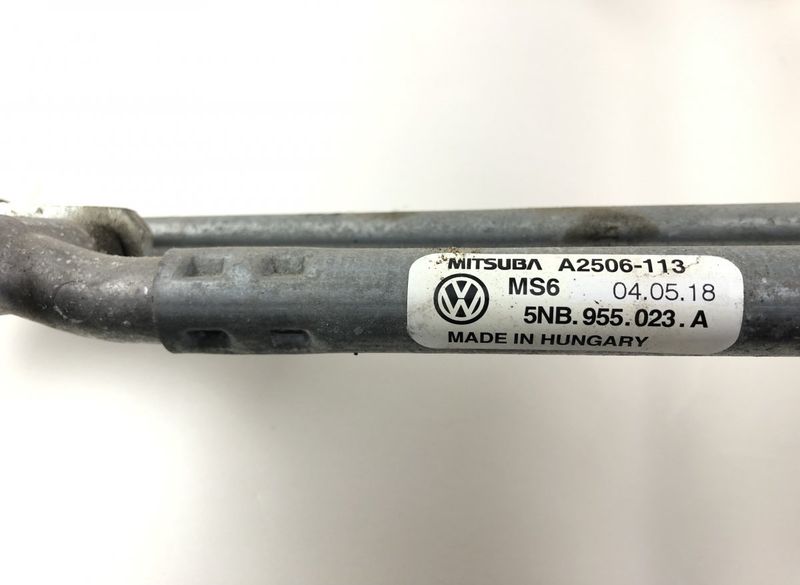 MITSUBA A2506-113
MS6 04.05.18
5NB.955.023.A
MADE IN HUNGARY